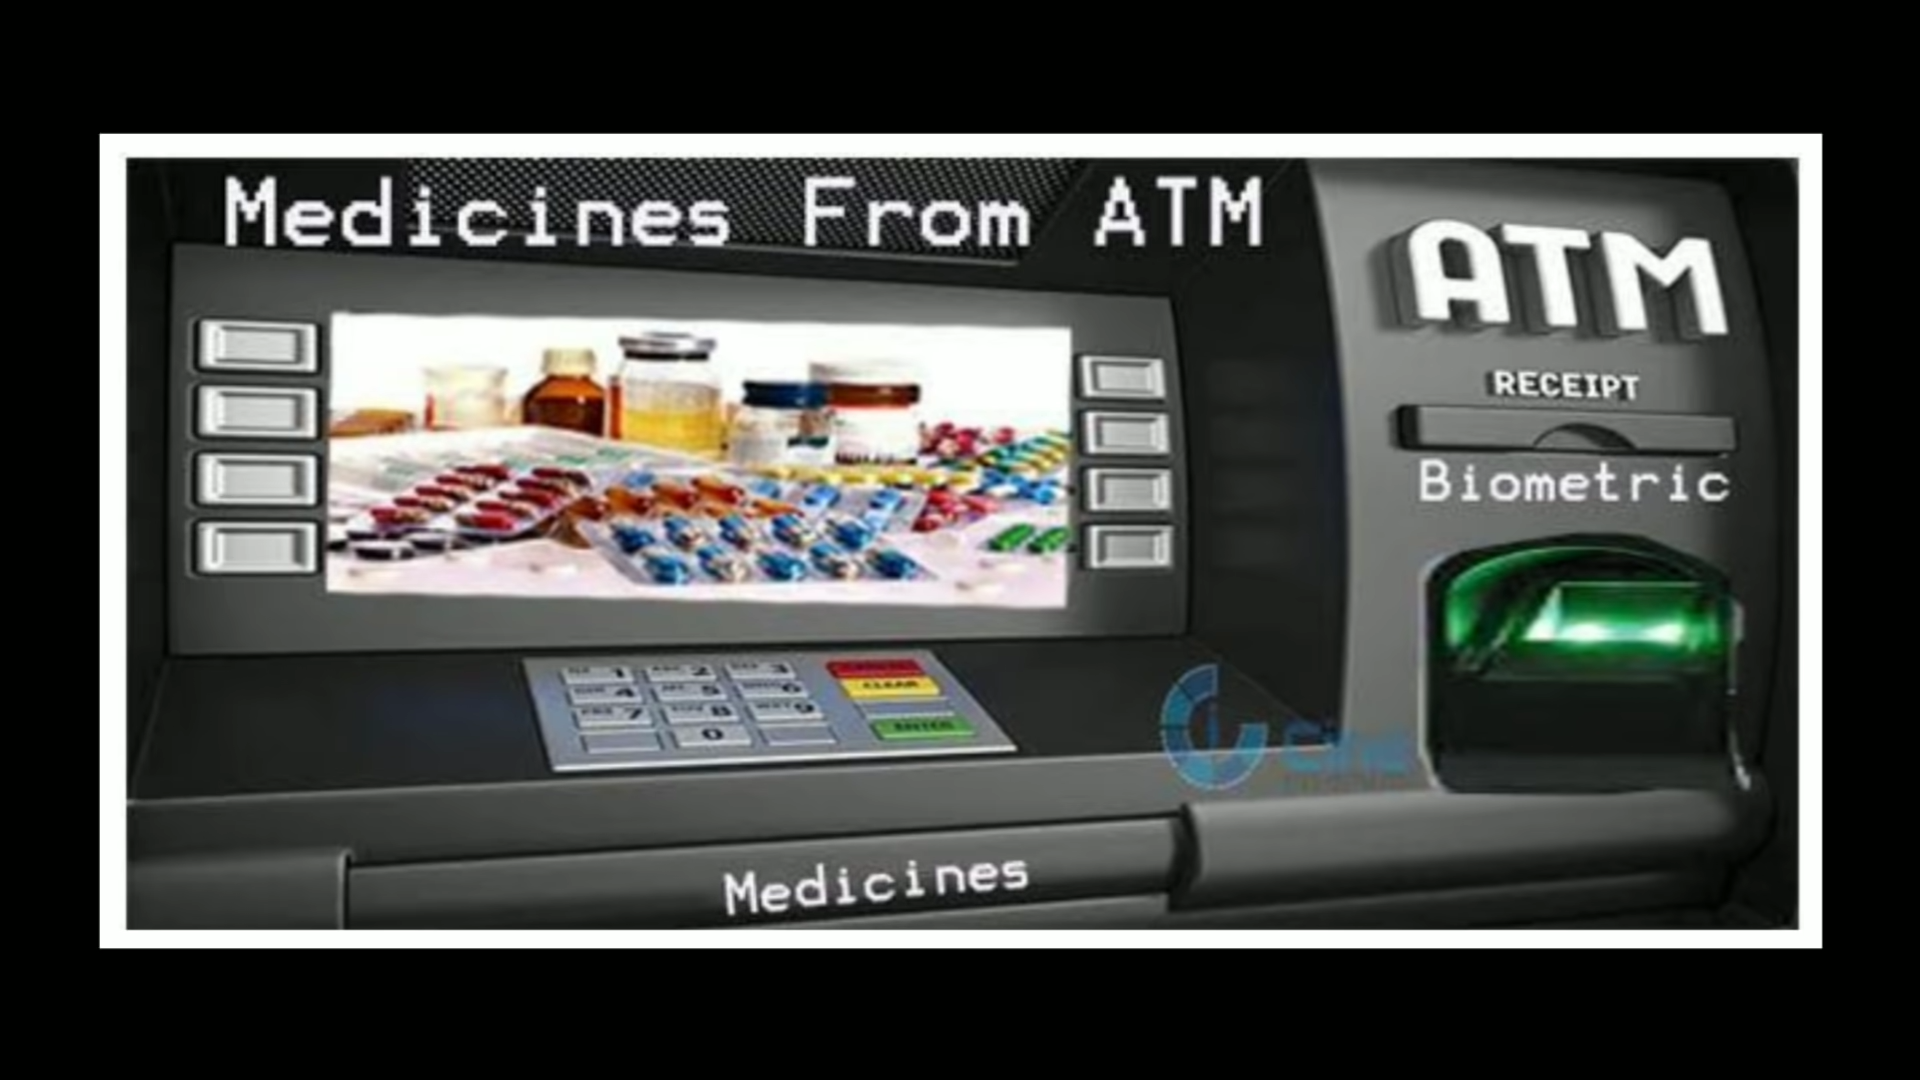 Medicines From ATM
ATM
RECEIPT
Biometric
1 2 3
4 5 6
7 8 9
0
CLEAR
ENTER
Medicines